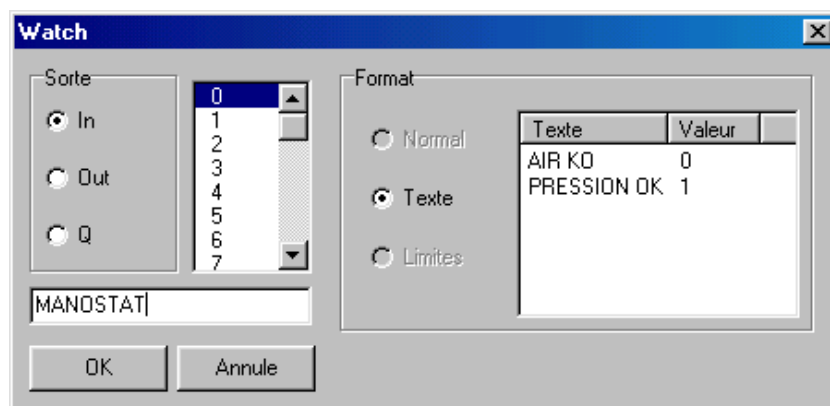 Watch
Sorte
In
Out
Q
0
1
2
3
4
5
6
7
MANOSTAT
OK
Annule
Format
Normal
Texte
Limites
Texte Valeur
AIR KO 0
PRESSION OK 1